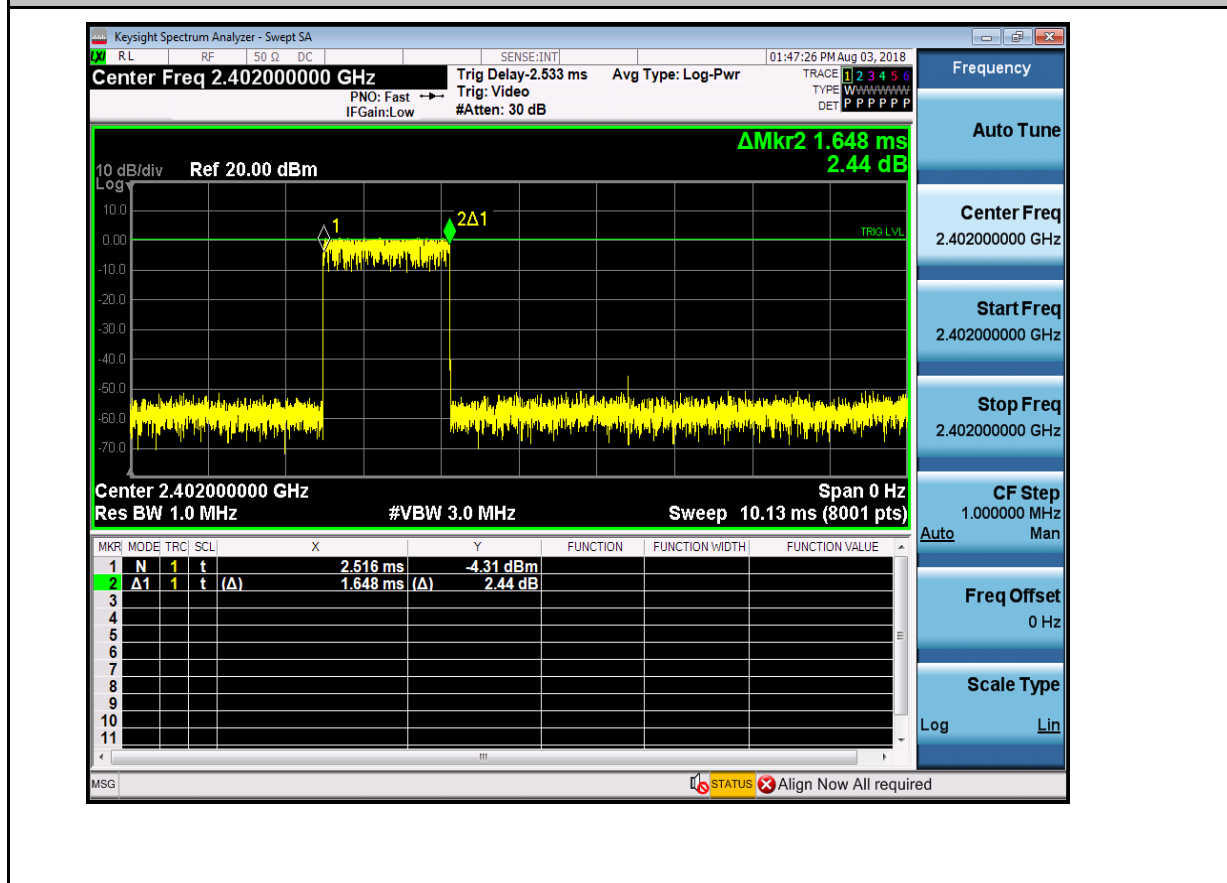 Keysight Spectrum Analyzer - Swept SA
LXI RL RF 50 Ω DC SENSE:INT 01:47:26 PM Aug 03, 2018
Center Freq 2.402000000 GHz
PNO: Fast
IFGain:Low
Trig Delay-2.533 ms
Trig: Video
#Atten: 30 dB
Avg Type: Log-Pwr
TRACE 1 2 3 4 5 6
TYPE WWWWWW
DET P P P P P P
ΔMkr2 1.648 ms
2.44 dB
10 dB/div Ref 20.00 dBm
Log
10.0
0.00
-10.0
-20.0
-30.0
-40.0
-50.0
-60.0
-70.0
1
2Δ1
TRIG LVL
Center 2.402000000 GHz Span 0 Hz
Res BW 1.0 MHz #VBW 3.0 MHz Sweep 10.13 ms (8001 pts)
MKR MODE TRC SCL X Y FUNCTION FUNCTION WIDTH FUNCTION VALUE
1 N 1 t 2.516 ms -4.31 dBm
2 Δ1 1 t (Δ) 1.648 ms (Δ) 2.44 dB
3
4
5
6
7
8
9
10
11
MSG STATUS Align Now All required
Frequency
Auto Tune
Center Freq
2.402000000 GHz
Start Freq
2.402000000 GHz
Stop Freq
2.402000000 GHz
CF Step
1.000000 MHz
Auto Man
Freq Offset
0 Hz
Scale Type
Log Lin